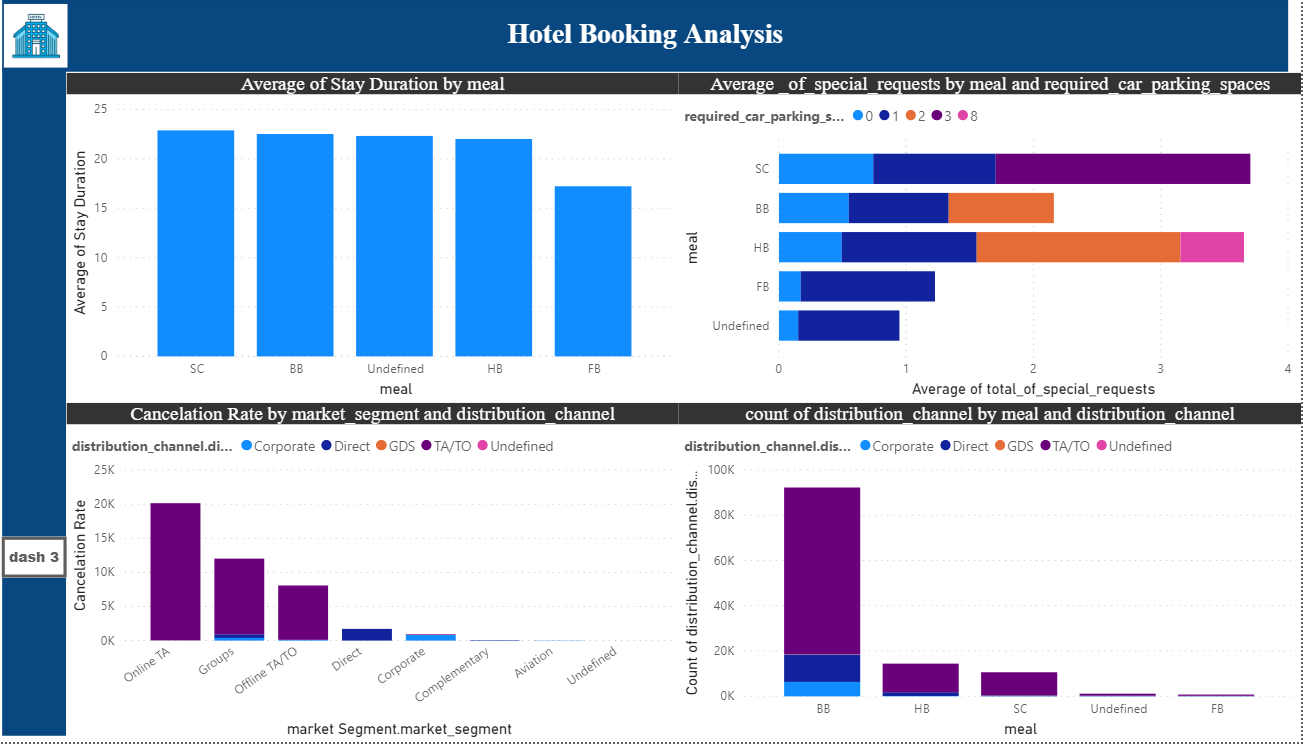 HOTEL
Hotel Booking Analysis
dash 3
Average of Stay Duration by meal
Average of Stay Duration
25
20
15
10
5
0
SC BB Undefined HB FB
meal
Average _of_special_requests by meal and required_car_parking_spaces
required_car_parking_s... 0 1 2 3 8
meal
SC
BB
HB
FB
Undefined
0 1 2 3 4
Average of total_of_special_requests
Cancelation Rate by market_segment and distribution_channel
distribution_channel.di... Corporate Direct GDS TA/TO Undefined
Cancelation Rate
25K
20K
15K
10K
5K
0K
Online TA Groups Offline TA/TO Direct Corporate Complementary Aviation Undefined
market Segment.market_segment
count of distribution_channel by meal and distribution_channel
distribution_channel.dis... Corporate Direct GDS TA/TO Undefined
Count of distribution_channel.dis...
100K
80K
60K
40K
20K
0K
BB HB SC Undefined FB
meal